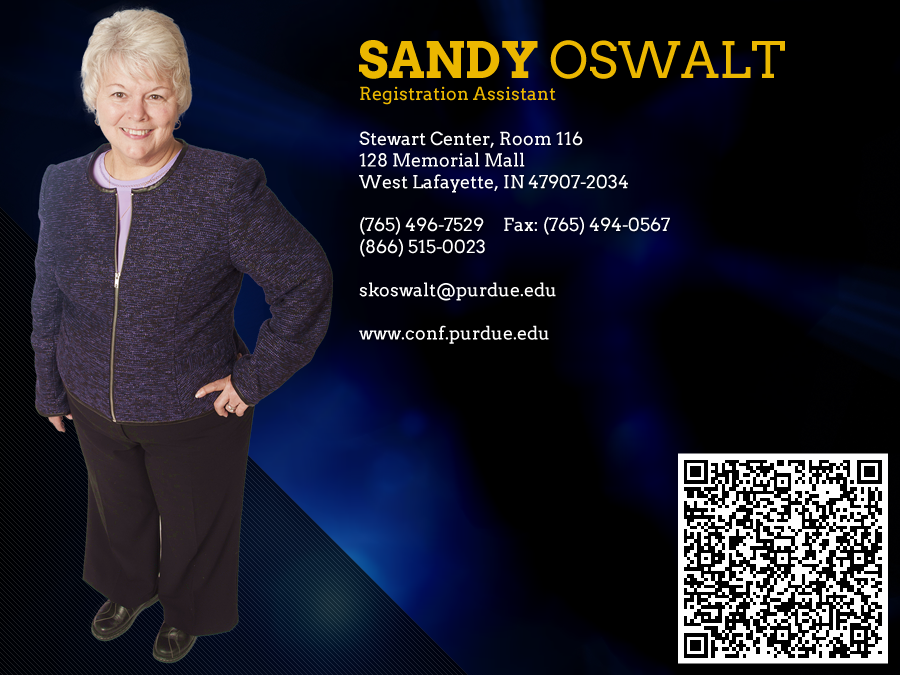 SANDY OSWALT
Registration Assistant
Stewart Center, Room 116
128 Memorial Mall
West Lafayette, IN 47907-2034
(765) 496-7529 Fax: (765) 494-0567
(866) 515-0023
skoswalt@purdue.edu
www.conf.purdue.edu